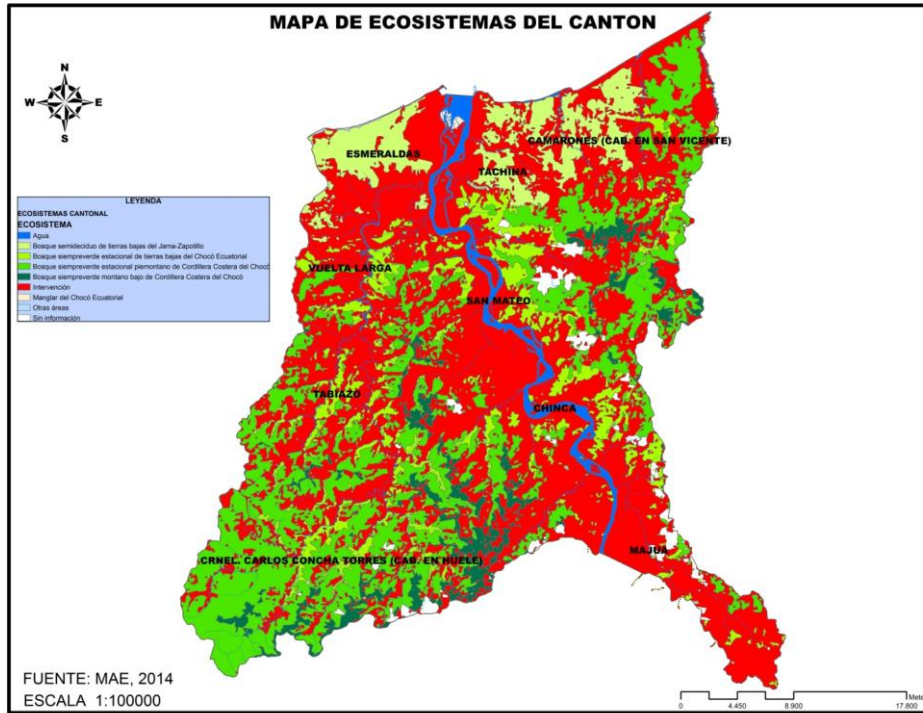 MAPA DE ECOSISTEMAS DEL CANTON
N
W E
S
ESMERALDAS
CAMARONES (CAB. EN SAN VICENTE)
TACHINA
LEYENDA
ECOSISTEMAS CANTONAL
ECOSISTEMA
Agua
Bosque semideciduo de tierras bajas del Jama-Zapotillo
Bosque siempreverde estacional de tierras bajas del Chocó Ecuatorial
Bosque siempreverde estacional piemontano de Cordillera Costera del Chocó
Bosque siempreverde montano bajo de Cordillera Costera del Chocó
Intervención
Manglar del Chocó Ecuatorial
Otras áreas
Sin información
VUELTA LARGA
SAN MATEO
TABIAZO
CHINCA
MAJUA
CRNEL. CARLOS CONCHA TORRES (CAB. EN HUELE)
FUENTE: MAE, 2014
ESCALA 1:100000
Mete
0 4.450 8.900 17.800